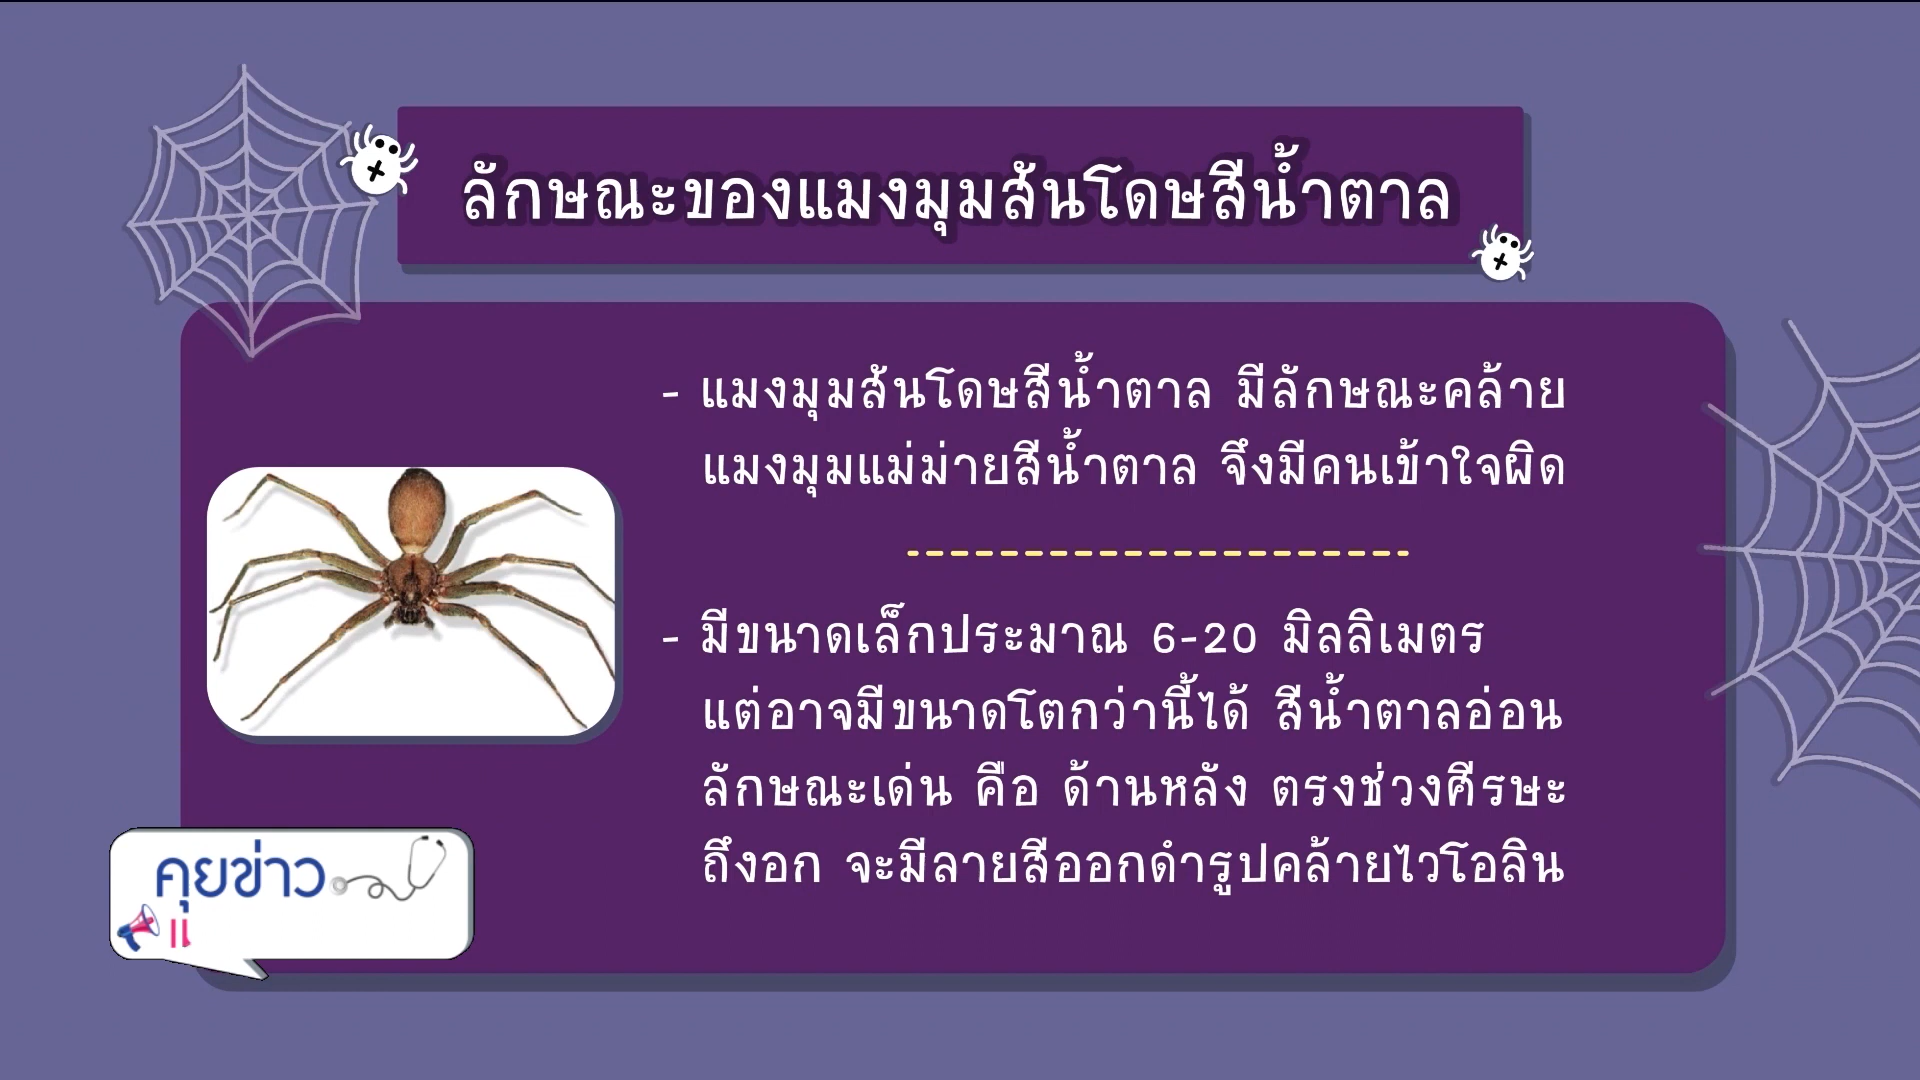 ลักษณะของแมงมุมสันโดษสีน้ำตาล
- แมงมุมสันโดษสีน้ำตาล มีลักษณะคล้าย
แมงมุมแม่ม่ายสีน้ำตาล จึงมีคนเข้าใจผิด
- มีขนาดเล็กประมาณ 6-20 มิลลิเมตร
แต่อาจมีขนาดโตกว่านี้ได้ สีน้ำตาลอ่อน
ลักษณะเด่น คือ ด้านหลัง ตรงช่วงศีรษะ
ถึงอก จะมีลายสีออกดำรูปคล้ายไวโอลิน
คุยข่าว
แ